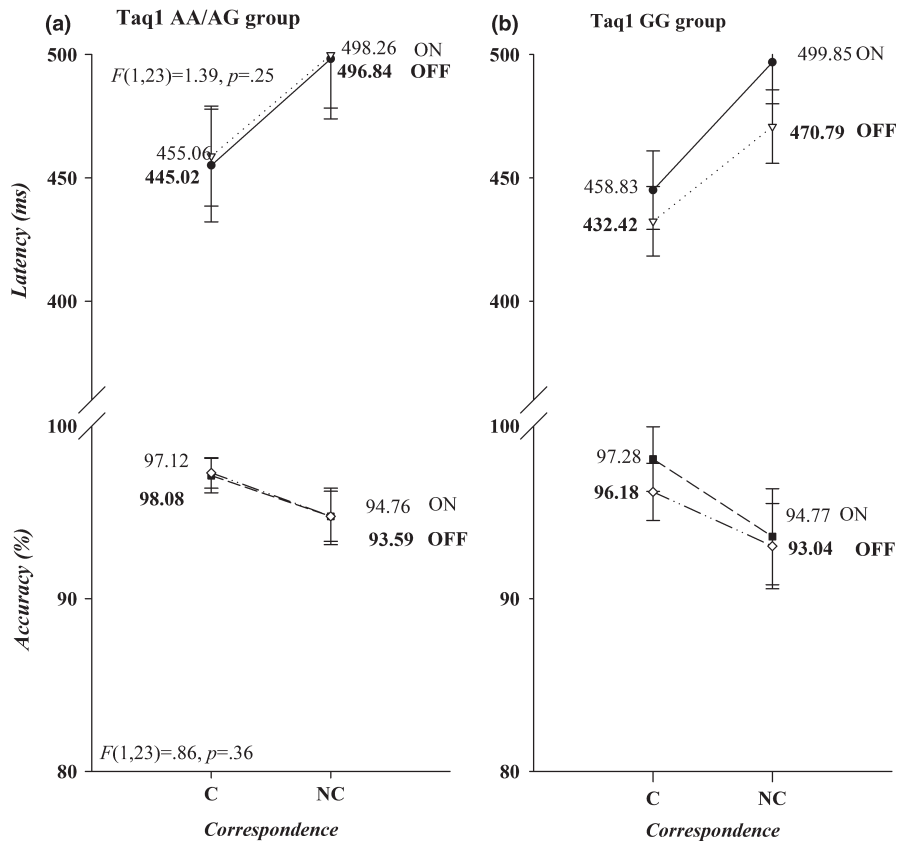 (a) Taq1 AA/AG group
500
498.26 ON
F(1,23)=1.39, p=.25
496.84 OFF
455.06
450
445.02
Latency (ms)
400
100
97.12
98.08
94.76 ON
93.59 OFF
90
Accuracy (%)
F(1,23)=.86, p=.36
80
C NC
Correspondence
(b) Taq1 GG group
500
499.85 ON
470.79 OFF
450
458.83
432.42
400
100
97.28
96.18
94.77 ON
93.04 OFF
90
80
C NC
Correspondence